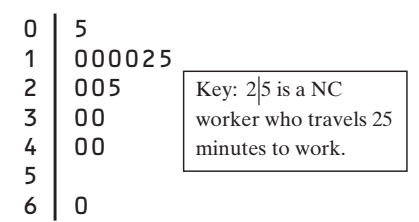 0 | 5
1 | 000025
2 | 005
3 | 00
4 | 00
5 |
6 | 0
Key: 2|5 is a NC
worker who travels 25
minutes to work.